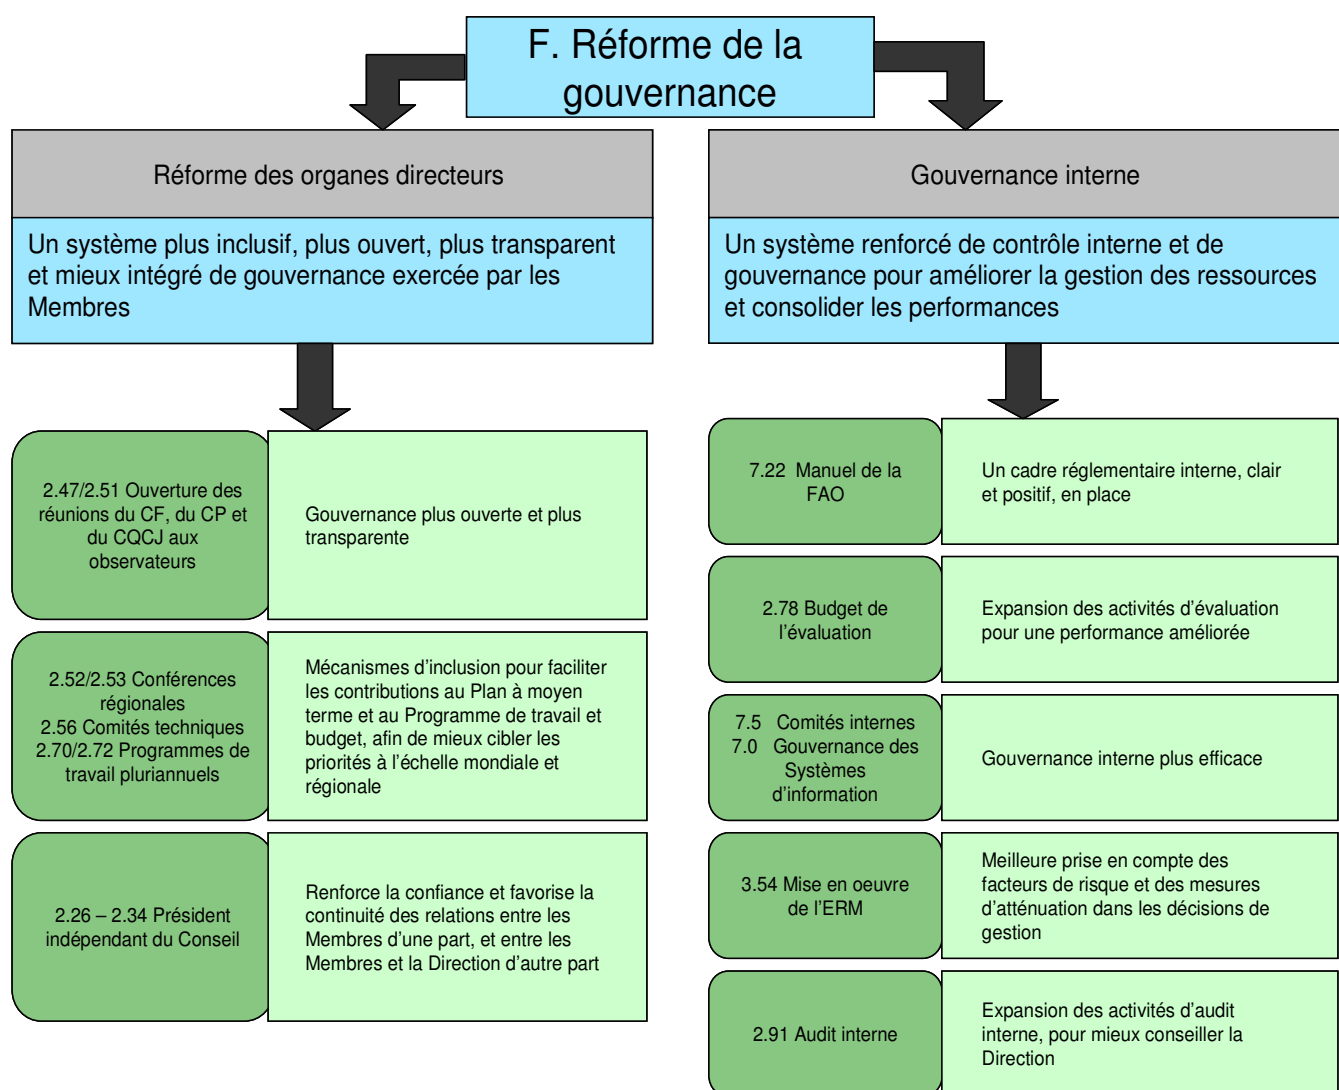 F. Réforme de la
gouvernance
Réforme des organes directeurs
Un système plus inclusif, plus ouvert, plus transparent
et mieux intégré de gouvernance exercée par les
Membres
2.47/2.51 Ouverture des
réunions du CF, du CP et
du CQCJ aux
observateurs
Gouvernance plus ouverte et plus
transparente
2.52/2.53 Conférences
régionales
2.56 Comités techniques
2.70/2.72 Programmes de
travail pluriannuels
Mécanismes d'inclusion pour faciliter
les contributions au Plan à moyen
terme et au Programme de travail et
budget, afin de mieux cibler les
priorités à l'échelle mondiale et
régionale
2.26 – 2.34 Président
indépendant du Conseil
Renforce la confiance et favorise la
continuité des relations entre les
Membres d'une part, et entre les
Membres et la Direction d'autre part
Gouvernance interne
Un système renforcé de contrôle interne et de
gouvernance pour améliorer la gestion des ressources
et consolider les performances
7.22 Manuel de la
FAO
Un cadre réglementaire interne, clair
et positif, en place
2.78 Budget de
l'évaluation
Expansion des activités d'évaluation
pour une performance améliorée
7.5 Comités internes
7.0 Gouvernance des
Systèmes
d'information
Gouvernance interne plus efficace
3.54 Mise en oeuvre
de l'ERM
Meilleure prise en compte des
facteurs de risque et des mesures
d'atténuation dans les décisions de
gestion
2.91 Audit interne
Expansion des activités d'audit
interne, pour mieux conseiller la
Direction